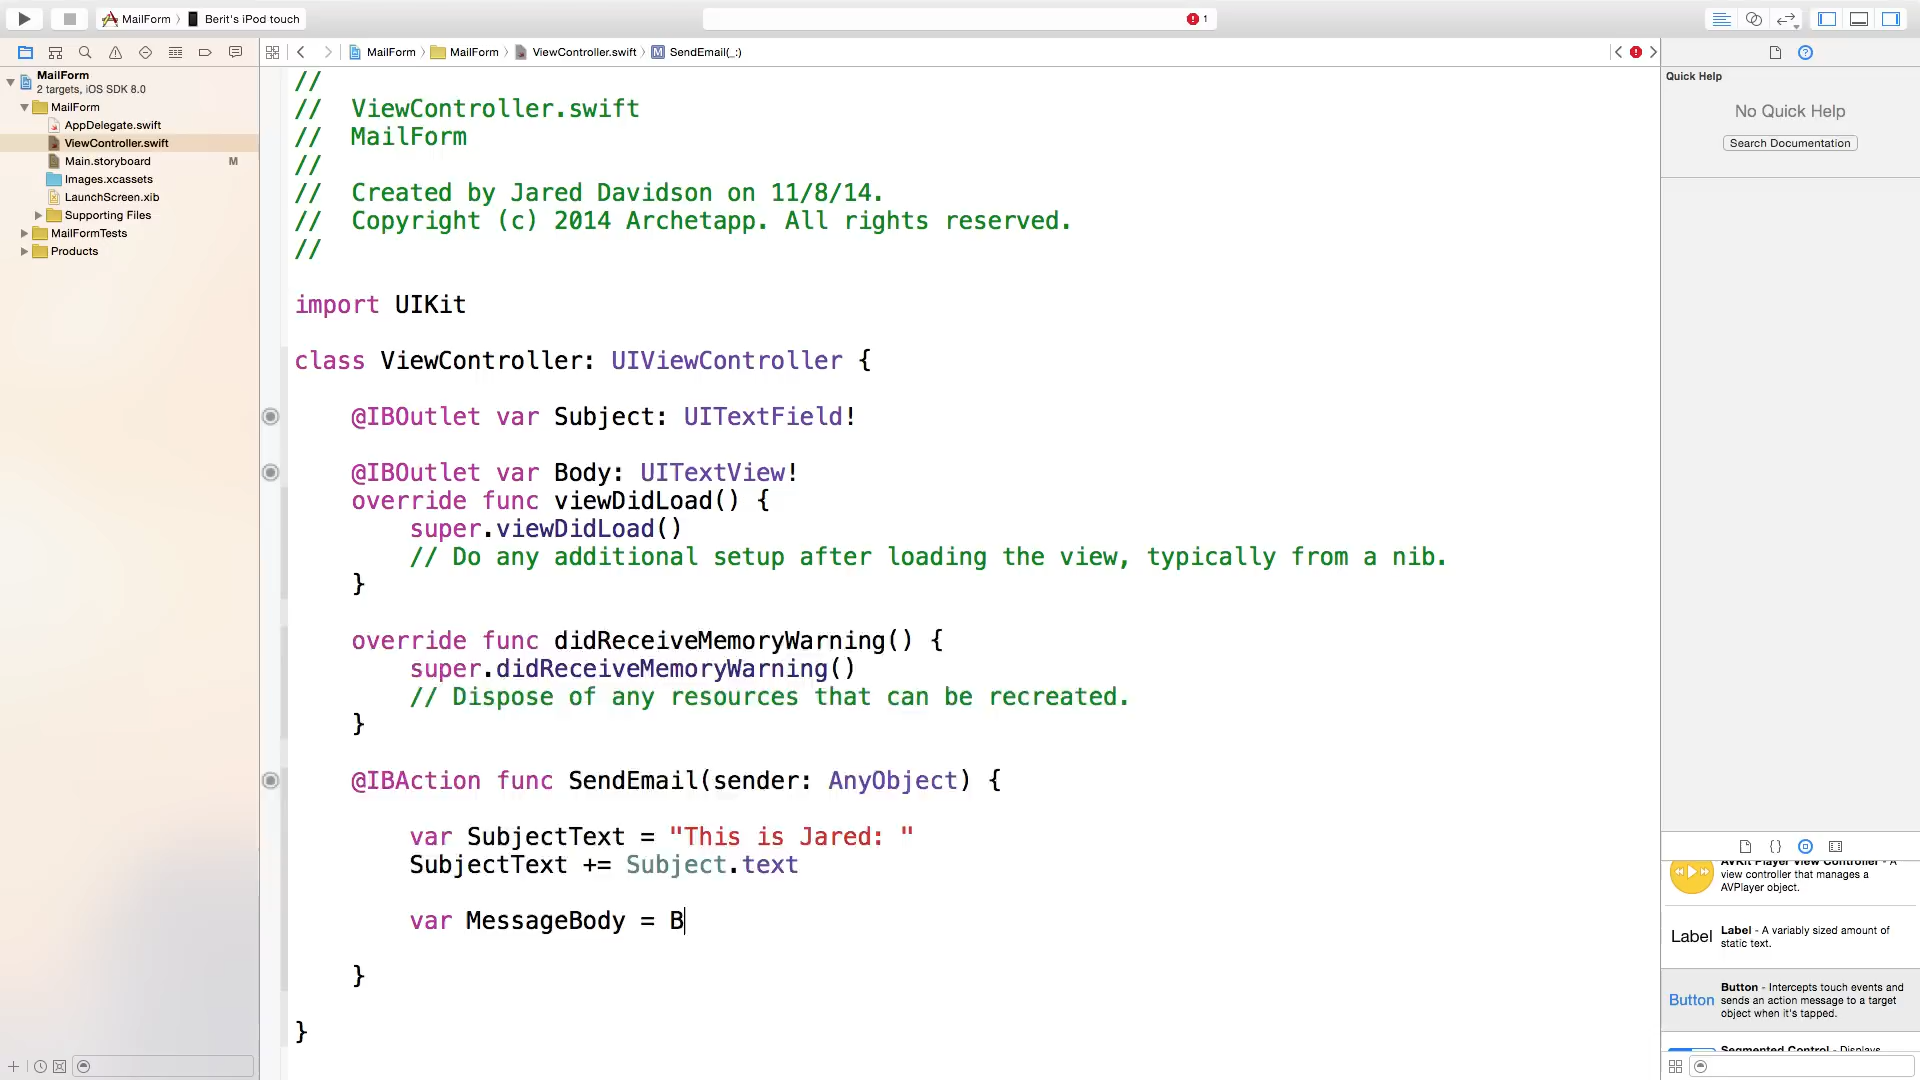 MailForm 〉 Berit's iPod touch
1
MailForm 〉 MailForm 〉 ViewController.swift 〉 M SendEmail(_:)
MailForm
2 targets, iOS SDK 8.0
MailForm
AppDelegate.swift
ViewController.swift
Main.storyboard M
Images.xcassets
LaunchScreen.xib
Supporting Files
MailFormTests
Products
//
//  ViewController.swift
//  MailForm
//
//  Created by Jared Davidson on 11/8/14.
//  Copyright (c) 2014 Archetapp. All rights reserved.
//
import UIKit
class ViewController: UIViewController {
@IBOutlet var Subject: UITextField!
@IBOutlet var Body: UITextView!
override func viewDidLoad() {
super.viewDidLoad()
// Do any additional setup after loading the view, typically from a nib.
}
override func didReceiveMemoryWarning() {
super.didReceiveMemoryWarning()
// Dispose of any resources that can be recreated.
}
@IBAction func SendEmail(sender: AnyObject) {
var SubjectText = "This is Jared: "
SubjectText += Subject.text
var MessageBody = B
}
}
Quick Help
No Quick Help
Search Documentation
{}
AVKit Player View Controller - A
view controller that manages a
AVPlayer object.
Label
Label - A variably sized amount of
static text.
Button
Button - Intercepts touch events and
sends an action message to a target
object when it's tapped.
Segmented Control - Displays